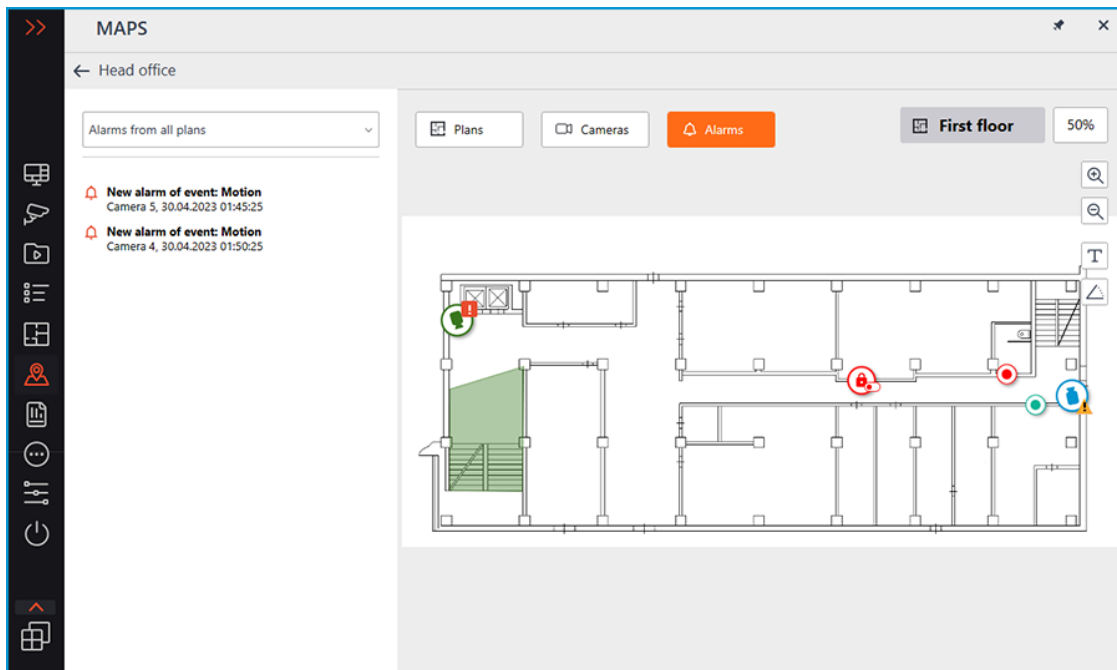 MAPS
Head office
Alarms from all plans
New alarm of event: Motion
Camera 5, 30.04.2023 01:45:25
New alarm of event: Motion
Camera 4, 30.04.2023 01:50:25
Plans
Cameras
Alarms
First floor
50%
T